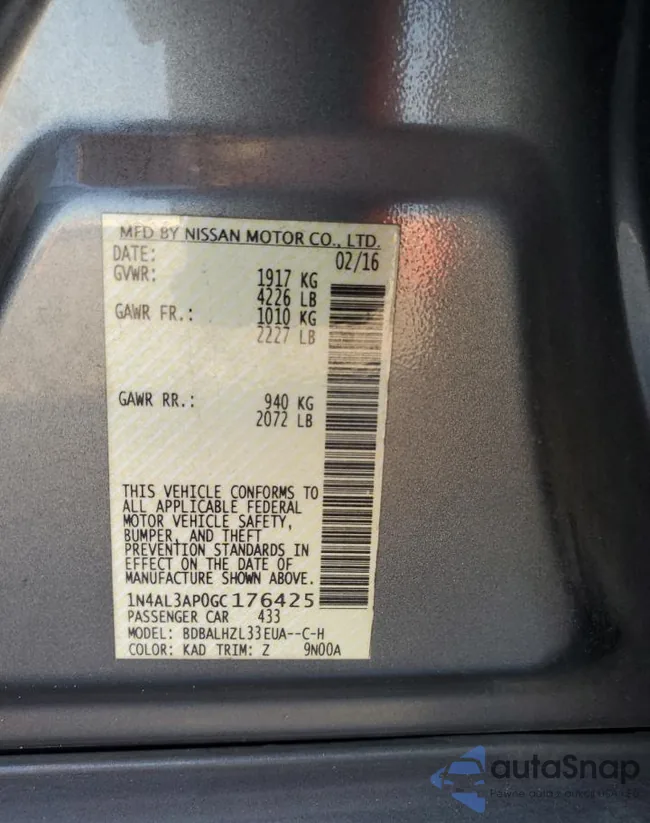 MFD BY NISSAN MOTOR CO., LTD.
DATE: 02/16
GVWR: 1917 KG
4226 LB
GAWR FR.: 1010 KG
2227 LB
GAWR RR.: 940 KG
2072 LB
THIS VEHICLE CONFORMS TO
ALL APPLICABLE FEDERAL
MOTOR VEHICLE SAFETY,
BUMPER, AND THEFT
PREVENTION STANDARDS IN
EFFECT ON THE DATE OF
MANUFACTURE SHOWN ABOVE.
1N4AL3AP0GC176425
PASSENGER CAR 433
MODEL: BDBALHZL33EUA--C-H
COLOR: KAD TRIM: Z 9N00A
autaSnap
Pewne auto z